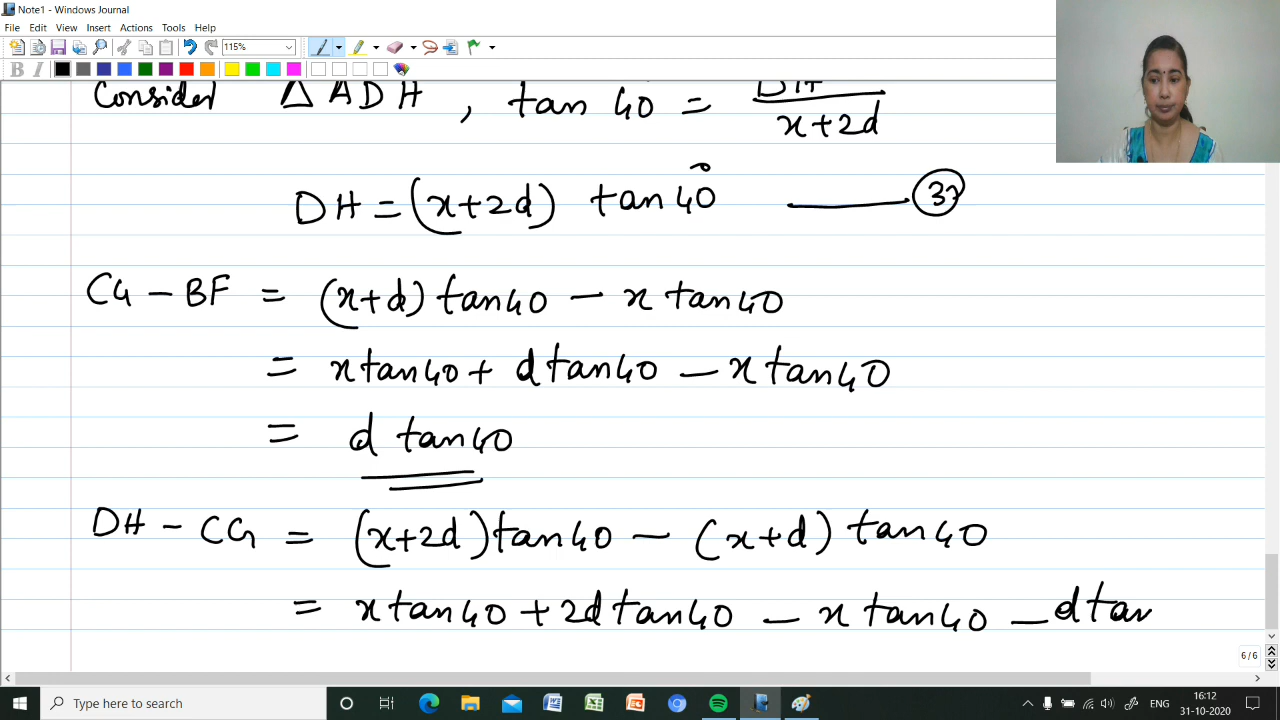 Note1 - Windows Journal
File Edit View Insert Actions Tools Help
115%
B I
Consider △ADH, tan 40 = DH / x+2d
DH = (x+2d) tan 40° —— 3
CG - BF = (x+d) tan40 - x tan40
= x tan40 + d tan40 - x tan40
= d tan40
DH - CG = (x+2d) tan40 - (x+d) tan40
= x tan40 + 2d tan40 - x tan40 - d tan
6/6
Type here to search
ENG
16:12
31-10-2020